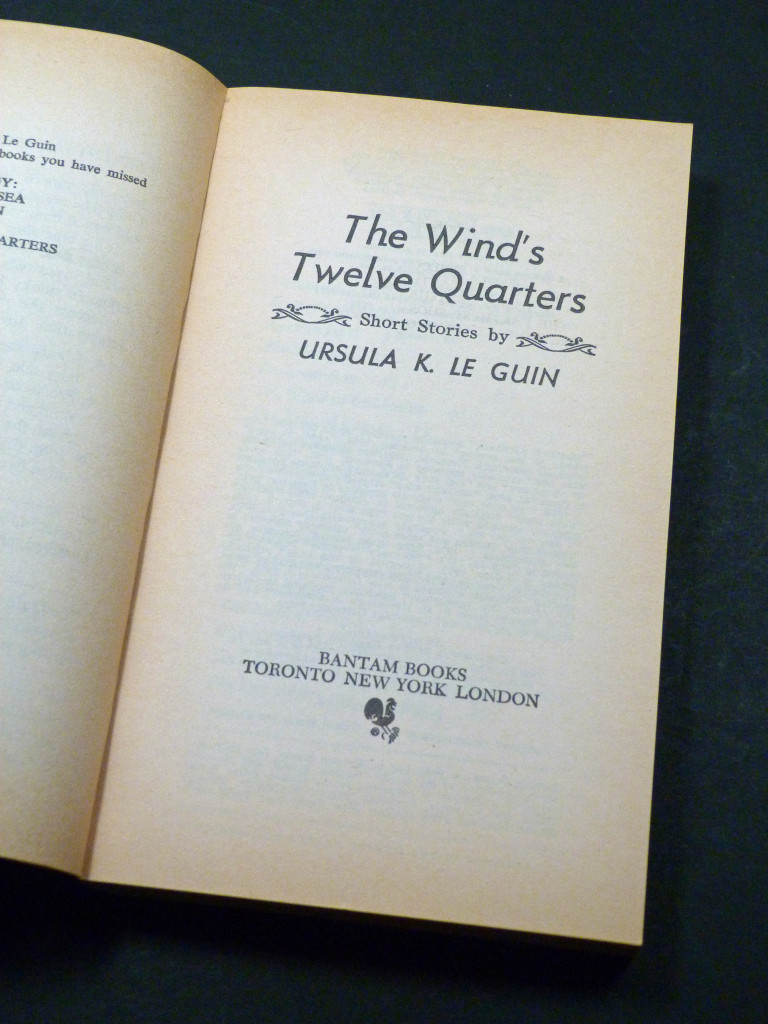 Le Guin
books you have missed
Y:
SEA
N
ARTERS
The Wind's
Twelve Quarters
Short Stories by
URSULA K. LE GUIN
BANTAM BOOKS
TORONTO NEW YORK LONDON